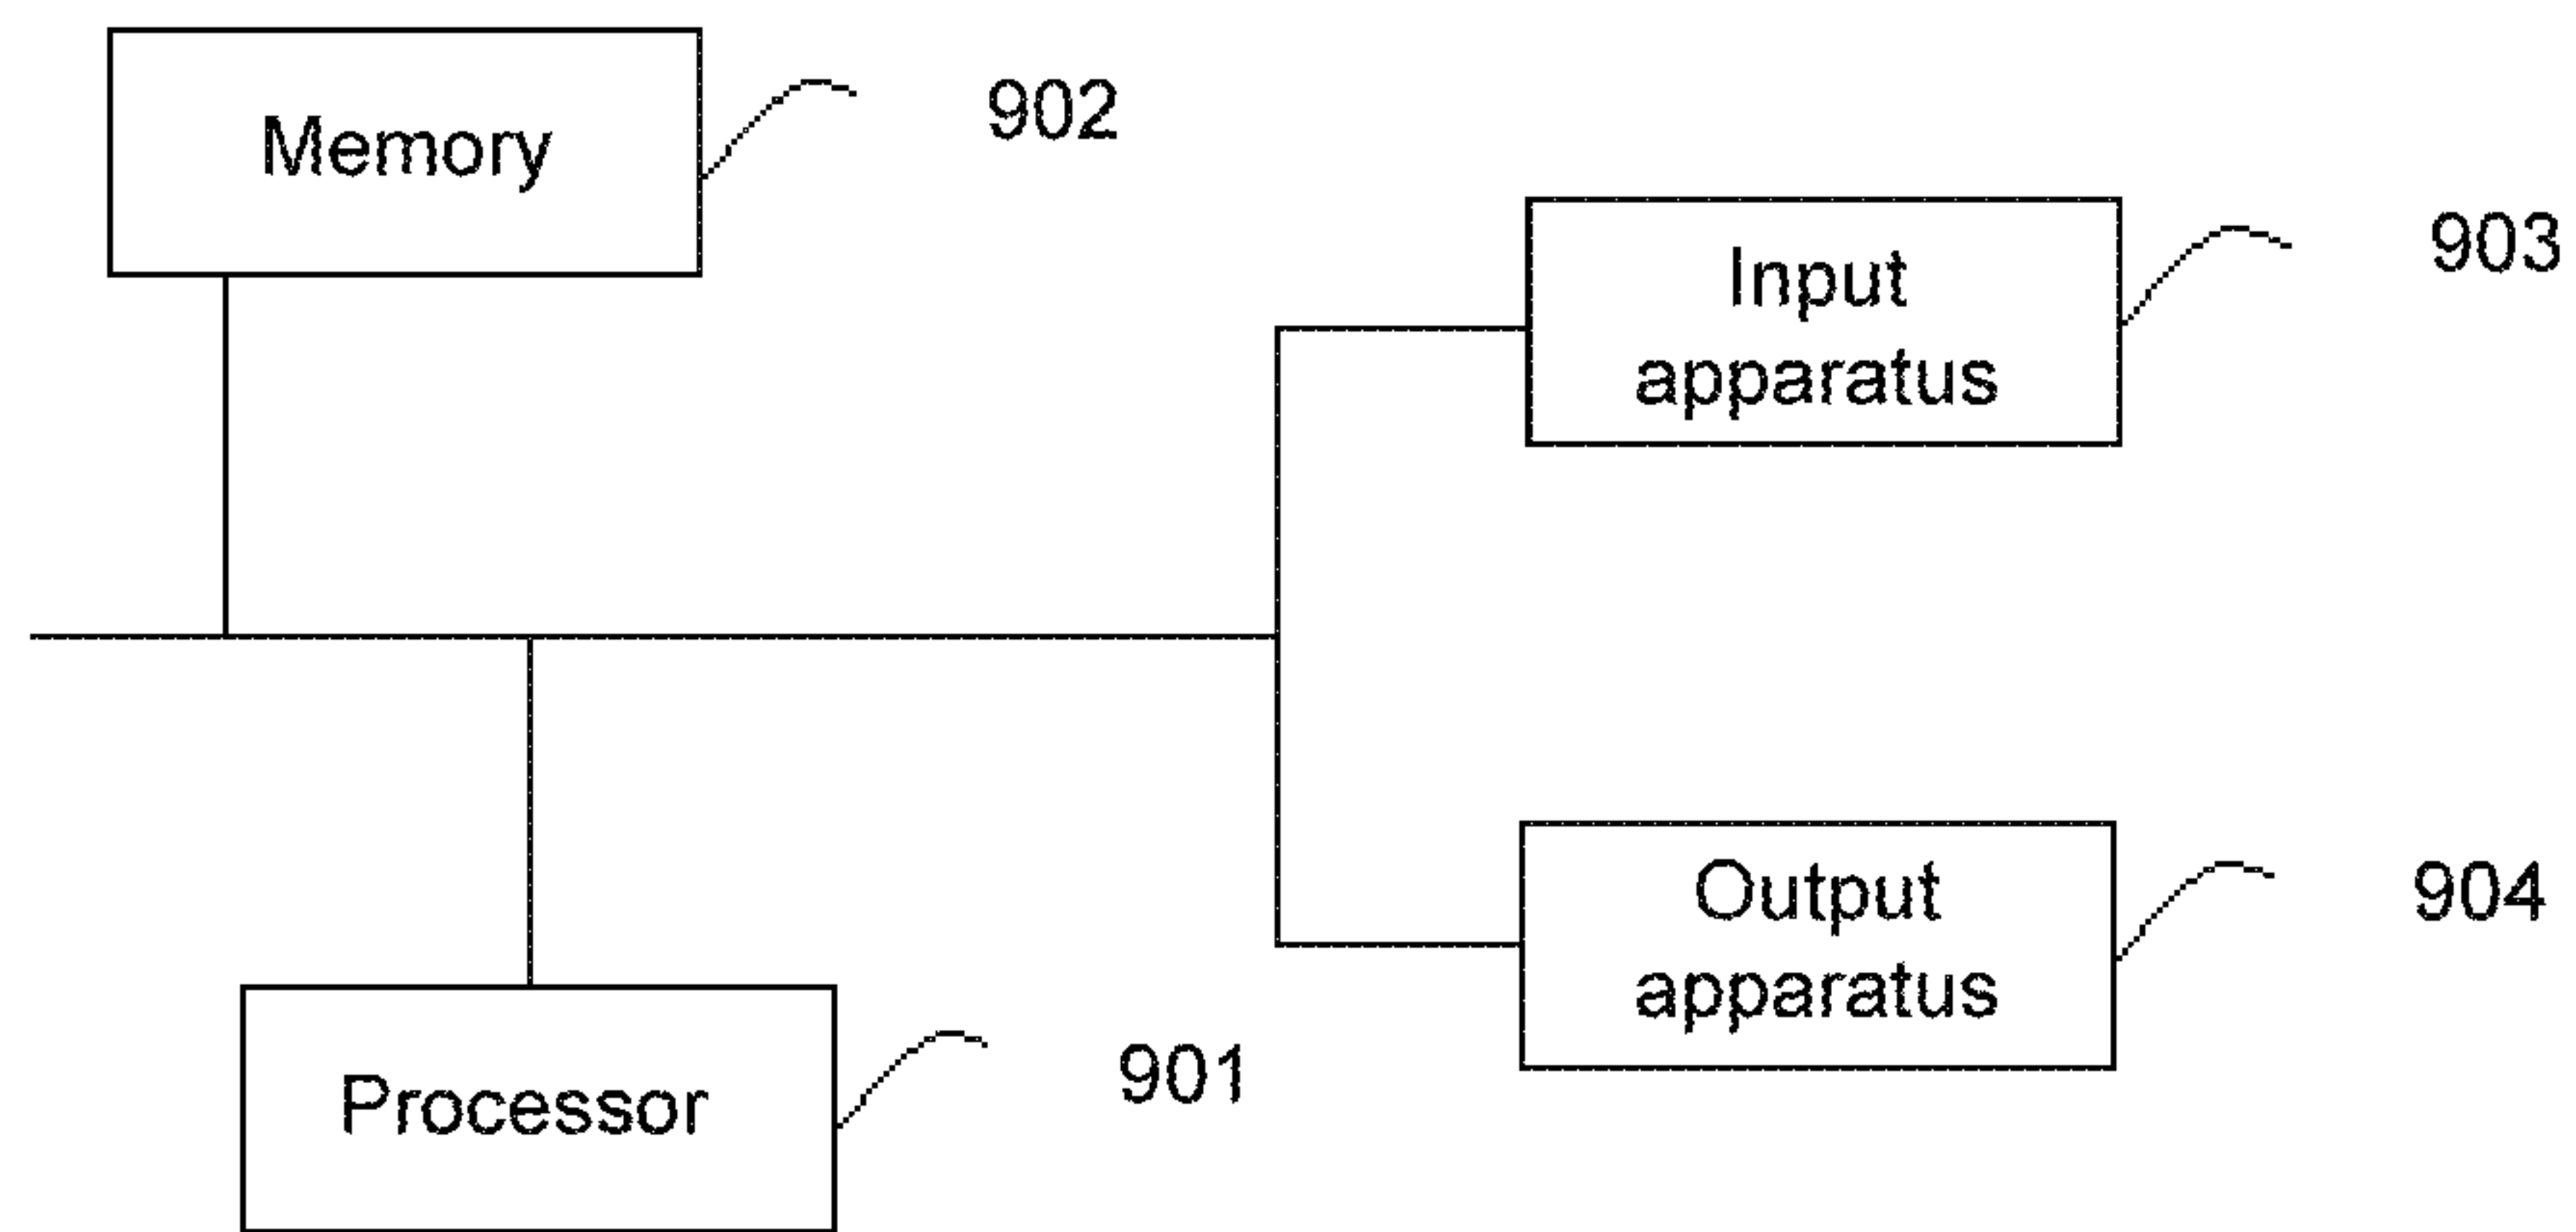 Memory
902
Input
apparatus
903
Output
apparatus
904
Processor
901